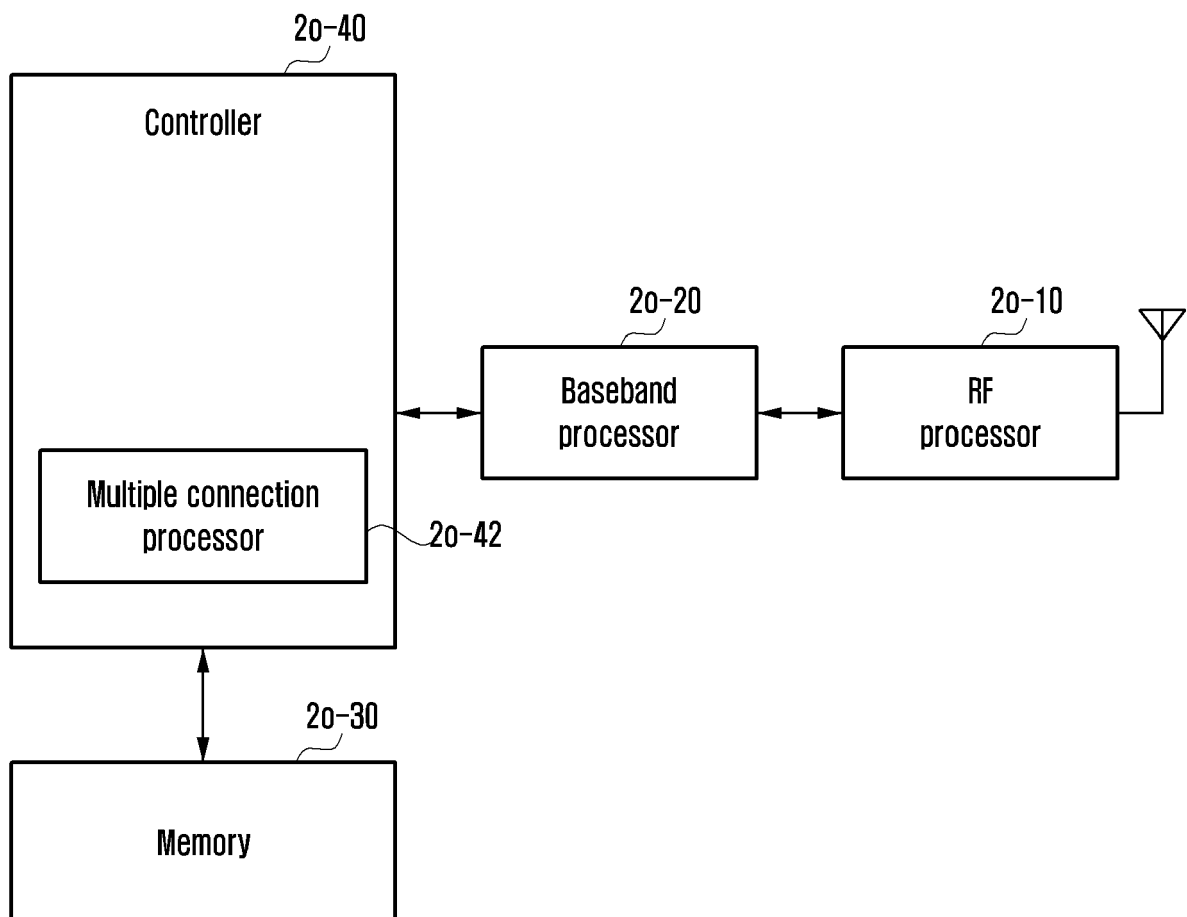 2o-40
Controller
2o-20
2o-10
Baseband
processor
RF
processor
Multiple connection
processor
2o-42
2o-30
Memory